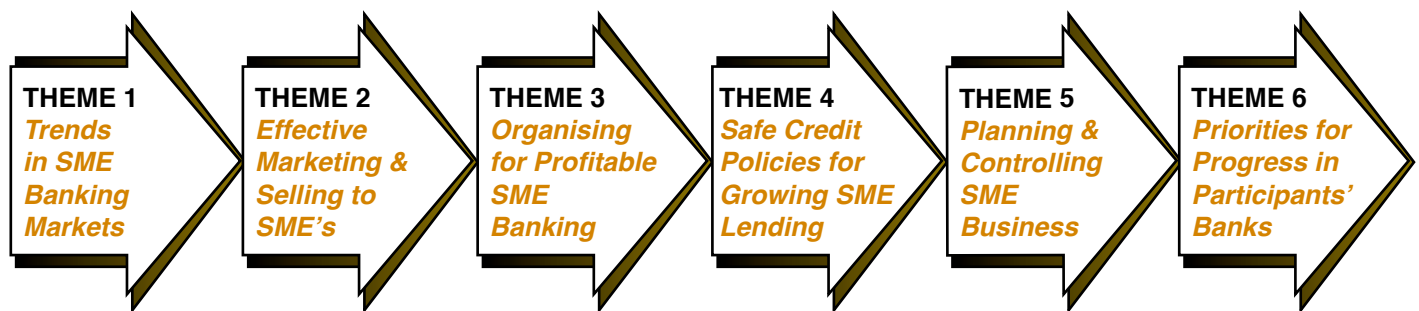 THEME 1
Trends
in SME
Banking
Markets
THEME 2
Effective
Marketing &
Selling to
SME's
THEME 3
Organising
for Profitable
SME
Banking
THEME 4
Safe Credit
Policies for
Growing SME
Lending
THEME 5
Planning &
Controlling
SME
Business
THEME 6
Priorities for
Progress in
Participants'
Banks